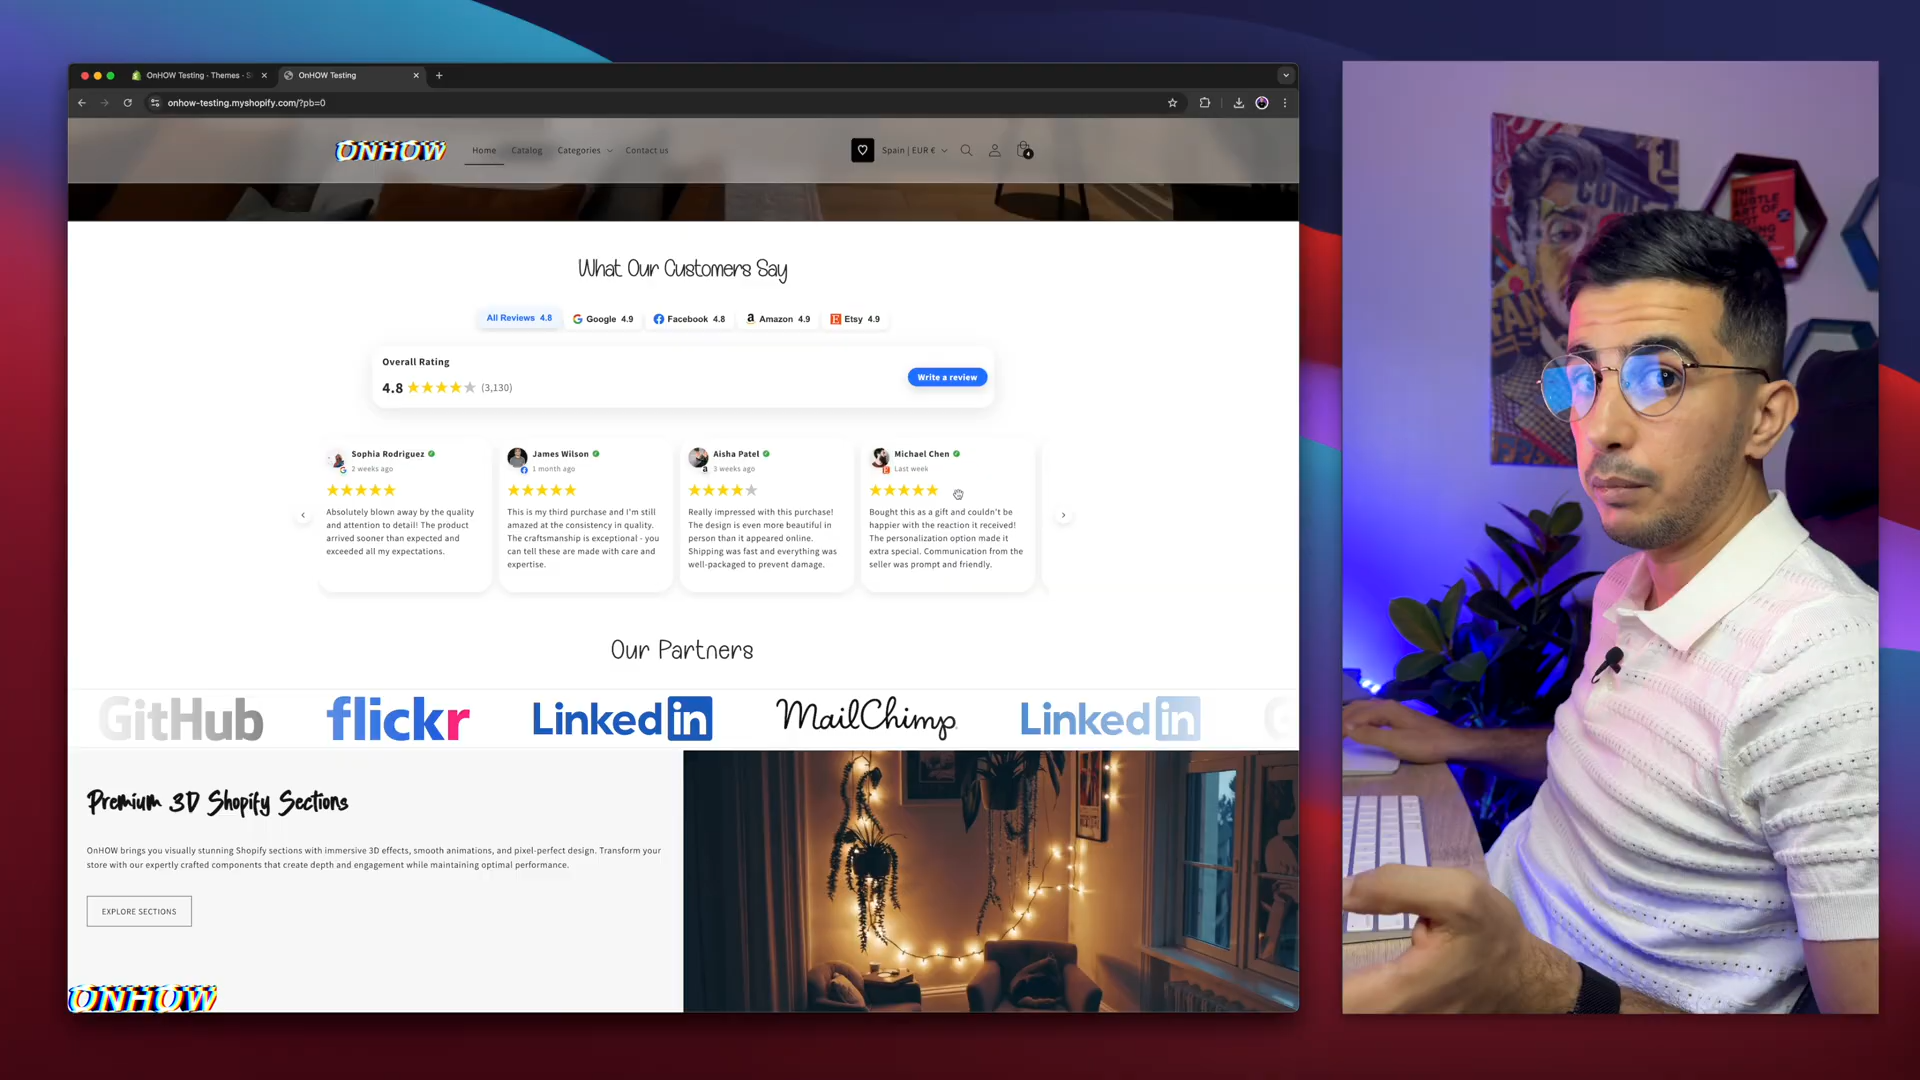 OnHOW Testing · Themes · S
OnHOW Testing
onhow-testing.myshopify.com/?pb=0
ONHOW
Home
Catalog
Categories
Contact us
Spain | EUR €
4
What Our Customers Say
All Reviews 4.8
Google 4.9
Facebook 4.8
Amazon 4.9
Etsy 4.9
Overall Rating
4.8
(3,130)
Write a review
Sophia Rodriguez
2 weeks ago
Absolutely blown away by the quality
and attention to detail! The product
arrived sooner than expected and
exceeded all my expectations.
James Wilson
1 month ago
This is my third purchase and I'm still
amazed at the consistency in quality.
The craftsmanship is exceptional - you
can tell these are made with care and
expertise.
Aisha Patel
3 weeks ago
Really impressed with this purchase!
The design is even more beautiful in
person than it appeared online.
Shipping was fast and everything was
well-packaged to prevent damage.
Michael Chen
Last week
Bought this as a gift and couldn't be
happier with the reaction it received!
The personalization option made it
extra special. Communication from the
seller was prompt and friendly.
Our Partners
GitHub
flickr
Linkedin
MailChimp
Linkedin
Premium 3D Shopify Sections
OnHOW brings you visually stunning Shopify sections with immersive 3D effects, smooth animations, and pixel-perfect design. Transform your
store with our expertly crafted components that create depth and engagement while maintaining optimal performance.
EXPLORE SECTIONS
ONHOW
THE
SUBTLE
ART OF